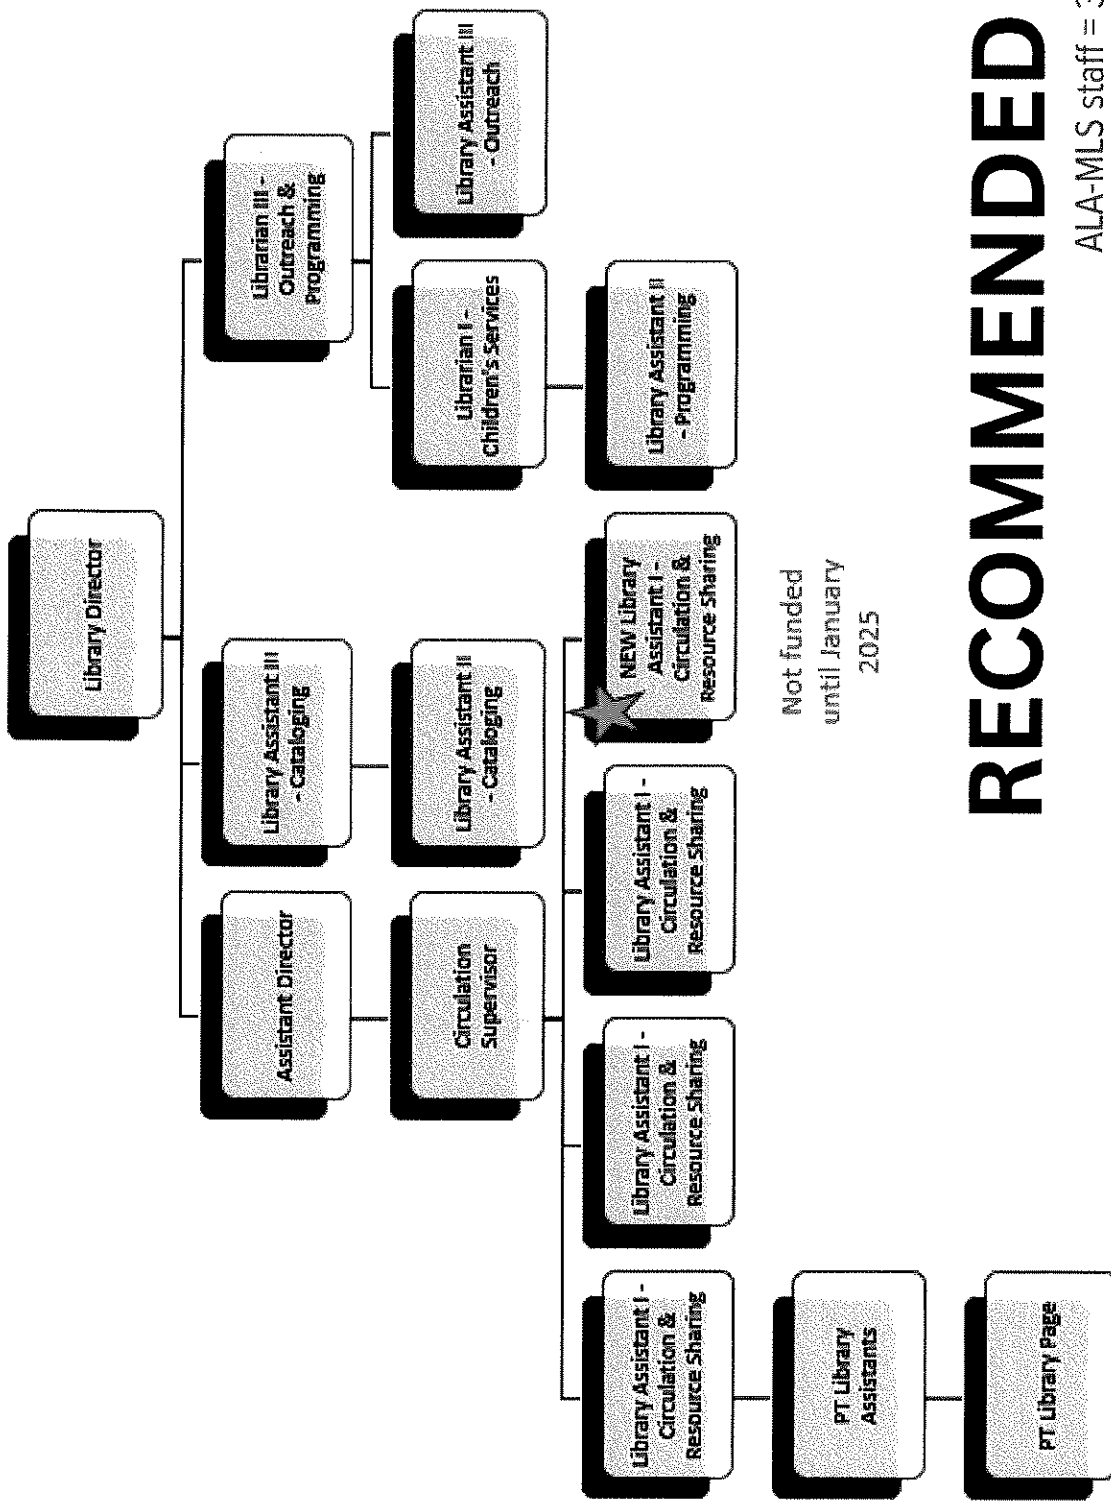 Library Director
Assistant Director
Library Assistant III
- Cataloging
Librarian III -
Outreach &
Programming
Circulation
Supervisor
Library Assistant II
- Cataloging
Librarian I -
Children's Services
Library Assistant III
- Outreach
Library Assistant I -
Circulation &
Resource Sharing
Library Assistant I -
Circulation &
Resource Sharing
Library Assistant I -
Circulation &
Resource Sharing
NEW Library
Assistant I -
Circulation &
Resource Sharing
Library Assistant II
- Programming
PT Library
Assistants
Not funded
until January
2025
PT Library Page
RECOMMENDED
ALA-MLS staff =